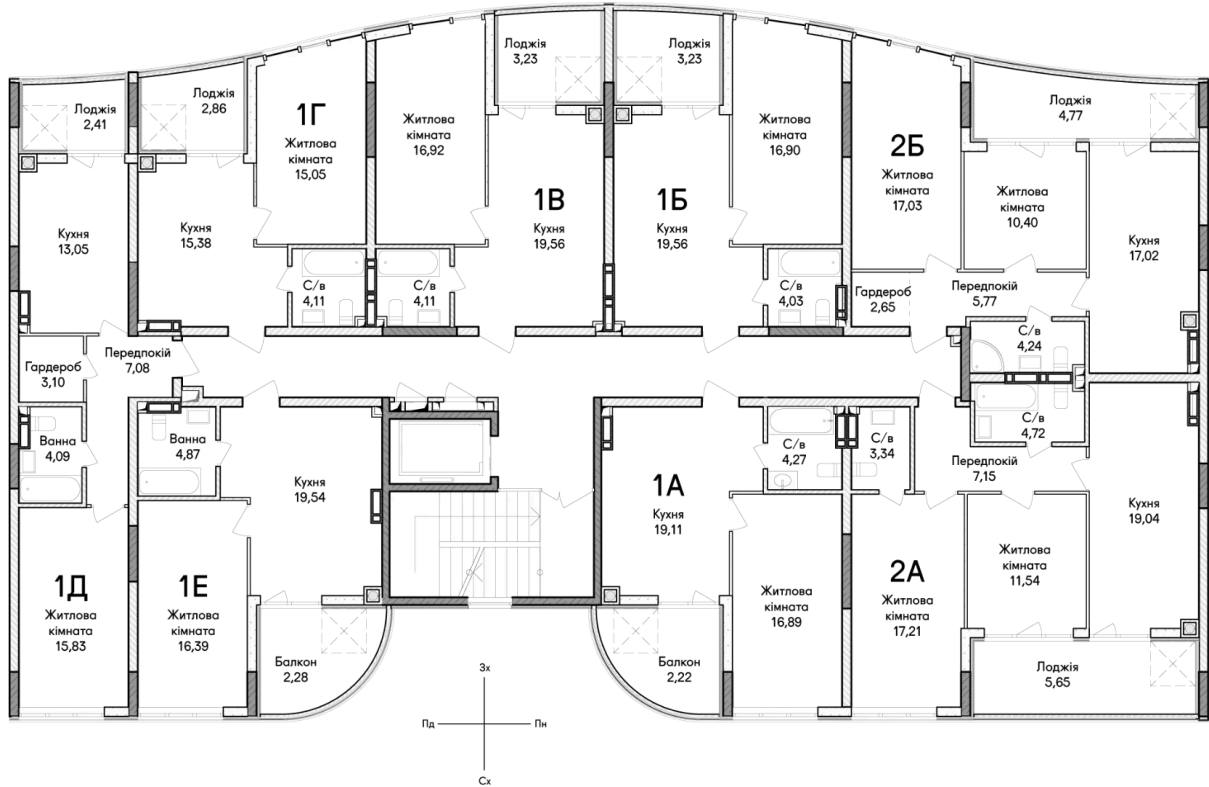 Лоджія
2,41
Лоджія
2,86
1Г
Житлова
кімната
15,05
Житлова
кімната
16,92
Лоджія
3,23
Лоджія
3,23
Житлова
кімната
16,90
2Б
Житлова
кімната
17,03
Лоджія
4,77
Житлова
кімната
10,40
Кухня
13,05
Кухня
15,38
1В
Кухня
19,56
1Б
Кухня
19,56
Кухня
17,02
С/в
4,11
С/в
4,11
С/в
4,03
Гардероб
2,65
Передпокій
5,77
С/в
4,24
Гардероб
3,10
Передпокій
7,08
Ванна
4,09
Ванна
4,87
Кухня
19,54
1А
Кухня
19,11
С/в
4,27
С/в
3,34
С/в
4,72
Передпокій
7,15
Кухня
19,04
1Д
Житлова
кімната
15,83
1Е
Житлова
кімната
16,39
Житлова
кімната
16,89
2А
Житлова
кімната
17,21
Житлова
кімната
11,54
Балкон
2,28
Балкон
2,22
Лоджія
5,65
Зх
Пд
Пн
Сх